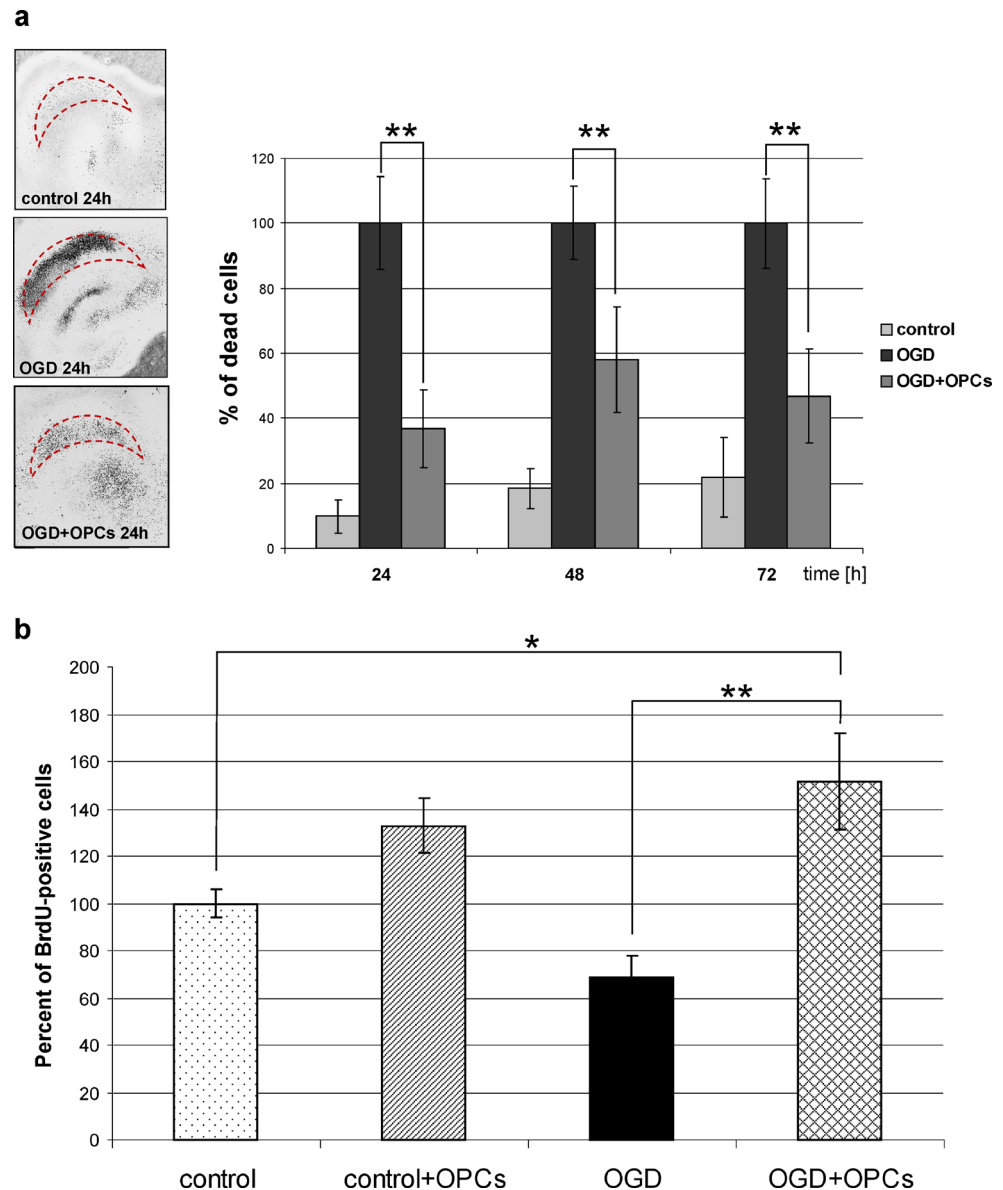 a
control 24h
OGD 24h
OGD+OPCs 24h
% of dead cells
120
100
80
60
40
20
0
**
**
**
24
48
72
time [h]
control
OGD
OGD+OPCs
b
Percent of BrdU-positive cells
200
180
160
140
120
100
80
60
40
20
0
*
**
control
control+OPCs
OGD
OGD+OPCs